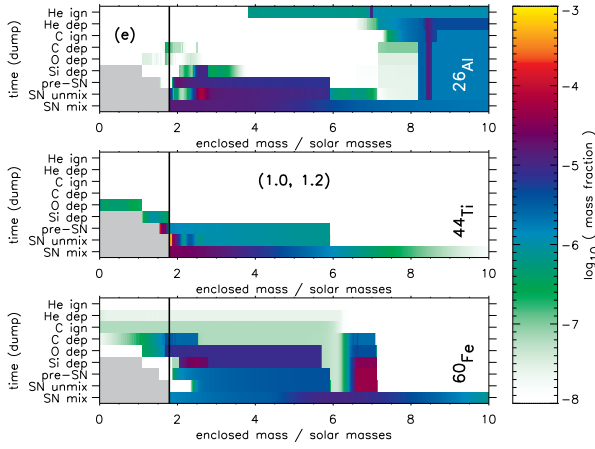 He ign
He dep
C ign
C dep
O dep
Si dep
pre-SN
SN unmix
SN mix
time (dump)
(e)
26Al
2 4 6 8 10
enclosed mass / solar masses
He ign
He dep
C ign
C dep
O dep
Si dep
pre-SN
SN unmix
SN mix
time (dump)
(1.0, 1.2)
44Ti
2 4 6 8 10
enclosed mass / solar masses
He ign
He dep
C ign
C dep
O dep
Si dep
pre-SN
SN unmix
SN mix
time (dump)
60Fe
0 2 4 6 8 10
enclosed mass / solar masses
-3
-4
-5
-6
-7
-8
log10 ( mass fraction )